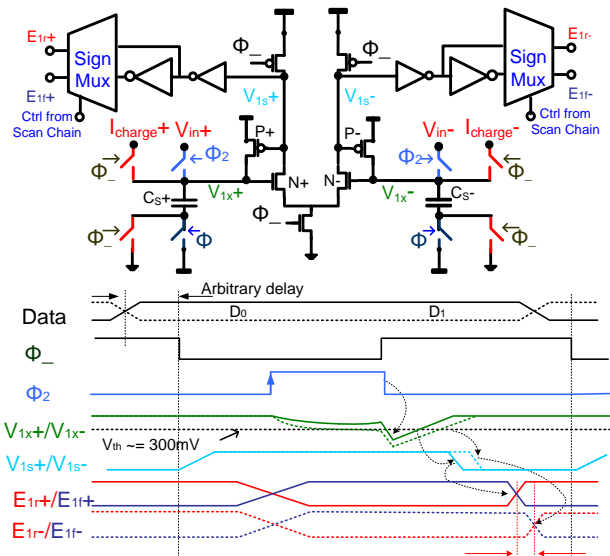 E1r+
E1f+
Sign
Mux
Ctrl from
Scan Chain
Φ_
Φ_
V1s+
V1s-
Sign
Mux
E1r-
E1f-
Ctrl from
Scan Chain
Icharge+
Vin+
Φ_
Φ2
P+
N+
V1x+
CS+
Φ_
Φ
Φ_
P-
N-
V1x-
Vin-
Icharge-
Φ2
Φ_
CS-
Φ
Φ_
Arbitrary delay
Data
D0
D1
Φ_
Φ2
V1x+/V1x-
Vth ~= 300mV
V1s+/V1s-
E1r+/E1f+
E1r-/E1f-